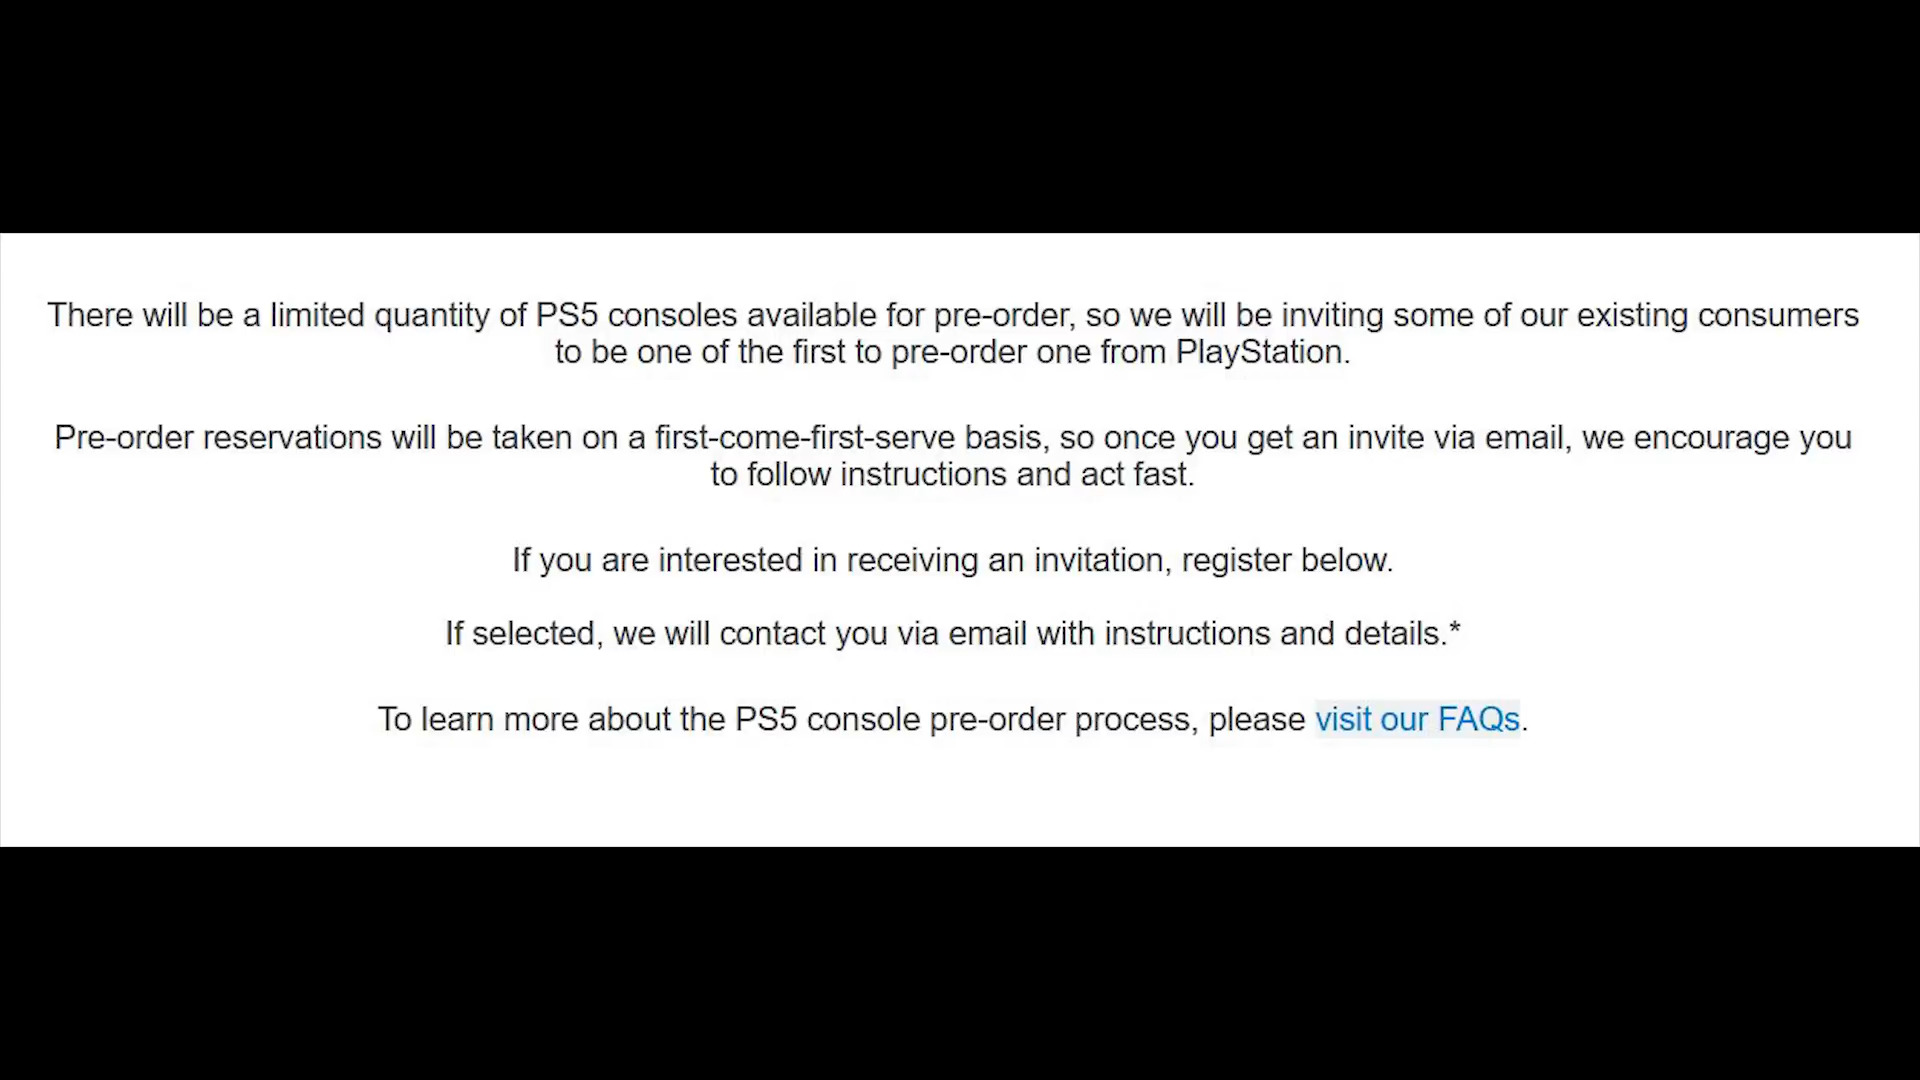 There will be a limited quantity of PS5 consoles available for pre-order, so we will be inviting some of our existing consumers
to be one of the first to pre-order one from PlayStation.
Pre-order reservations will be taken on a first-come-first-serve basis, so once you get an invite via email, we encourage you
to follow instructions and act fast.
If you are interested in receiving an invitation, register below.
If selected, we will contact you via email with instructions and details.*
To learn more about the PS5 console pre-order process, please visit our FAQs.